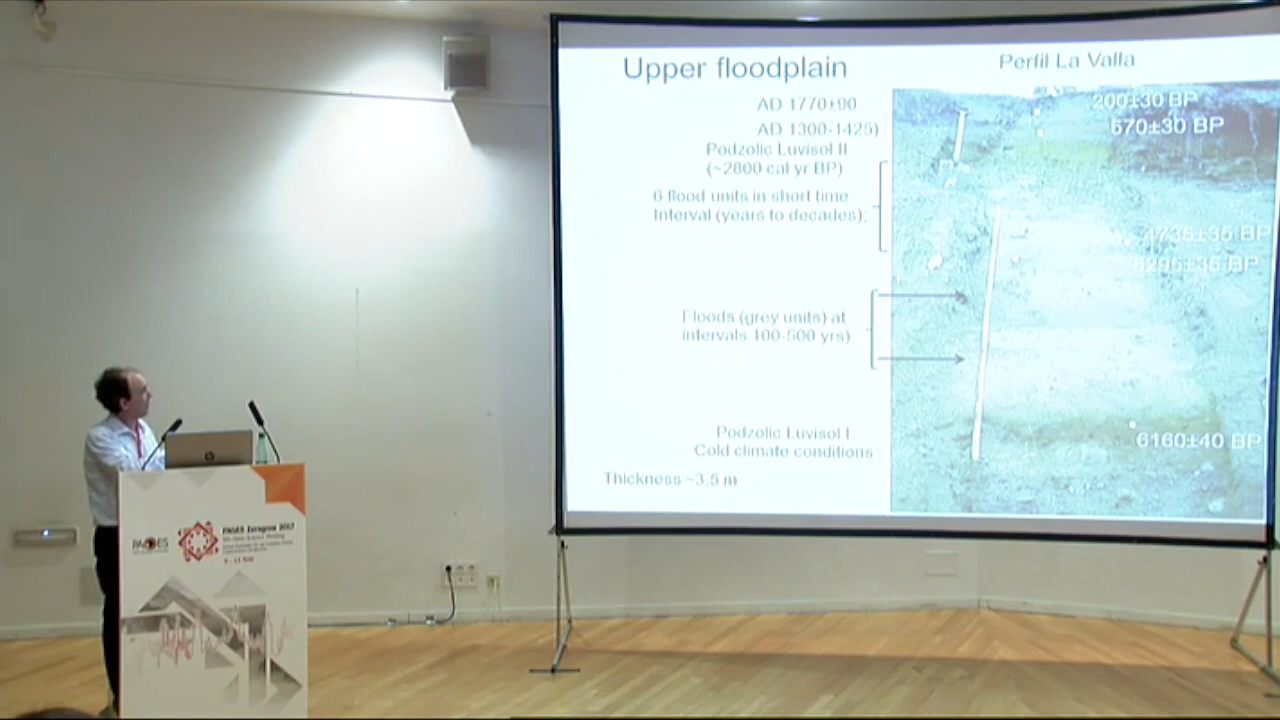 Upper floodplain
Perfil La Valla
AD 1770±90
200±30 BP
AD 1300-1425)
570±30 BP
Podzolic Luvisol II
(~2800 cal yr BP)
6 flood units in short time
Interval (years to decades),
4735±35 BP
5295±35 BP
Floods (grey units) at
intervals 100-500 yrs)
Podzolic Luvisol I
Cold climate conditions
6160±40 BP
Thickness ~3.5 m
hp
PAGES
PAGES Zaragoza 2017